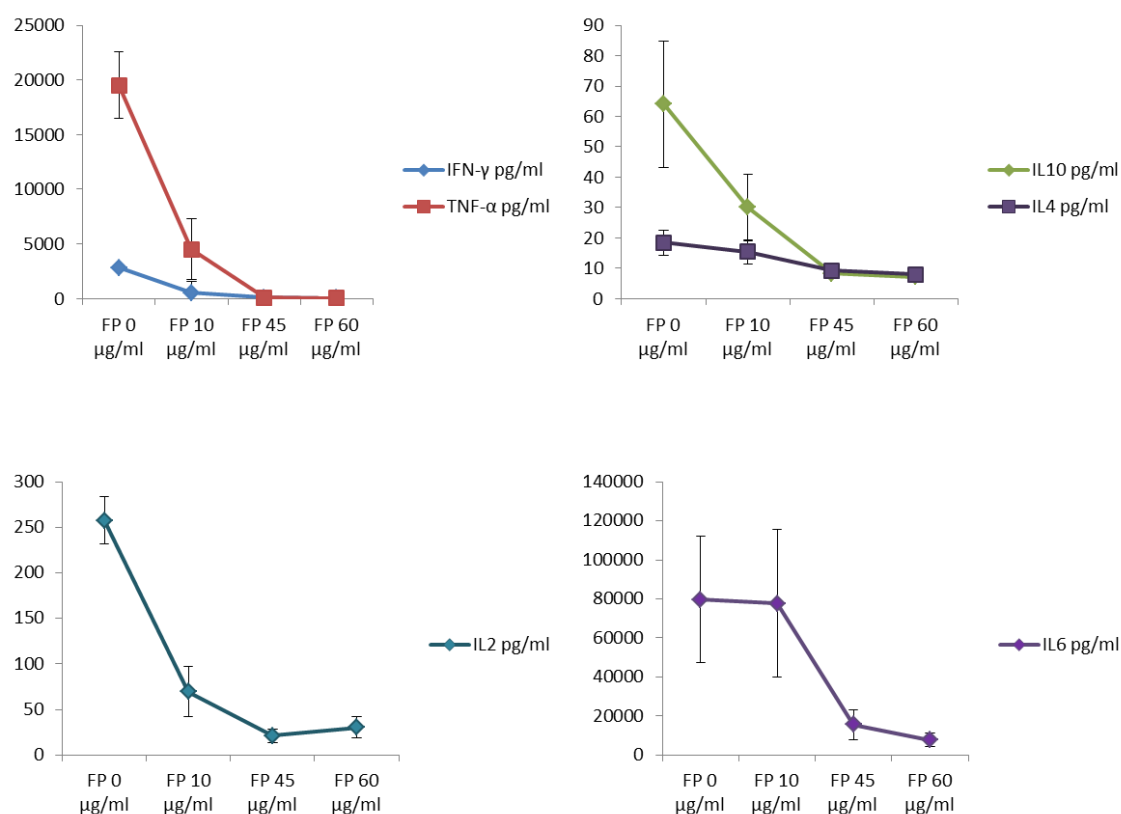 25000
20000
15000
10000
5000
0
FP 0 FP 10 FP 45 FP 60
µg/ml µg/ml µg/ml µg/ml
IFN-γ pg/ml
TNF-α pg/ml
90
80
70
60
50
40
30
20
10
0
FP 0 FP 10 FP 45 FP 60
µg/ml µg/ml µg/ml µg/ml
IL10 pg/ml
IL4 pg/ml
300
250
200
150
100
50
0
FP 0 FP 10 FP 45 FP 60
µg/ml µg/ml µg/ml µg/ml
IL2 pg/ml
140000
120000
100000
80000
60000
40000
20000
0
FP 0 FP 10 FP 45 FP 60
µg/ml µg/ml µg/ml µg/ml
IL6 pg/ml